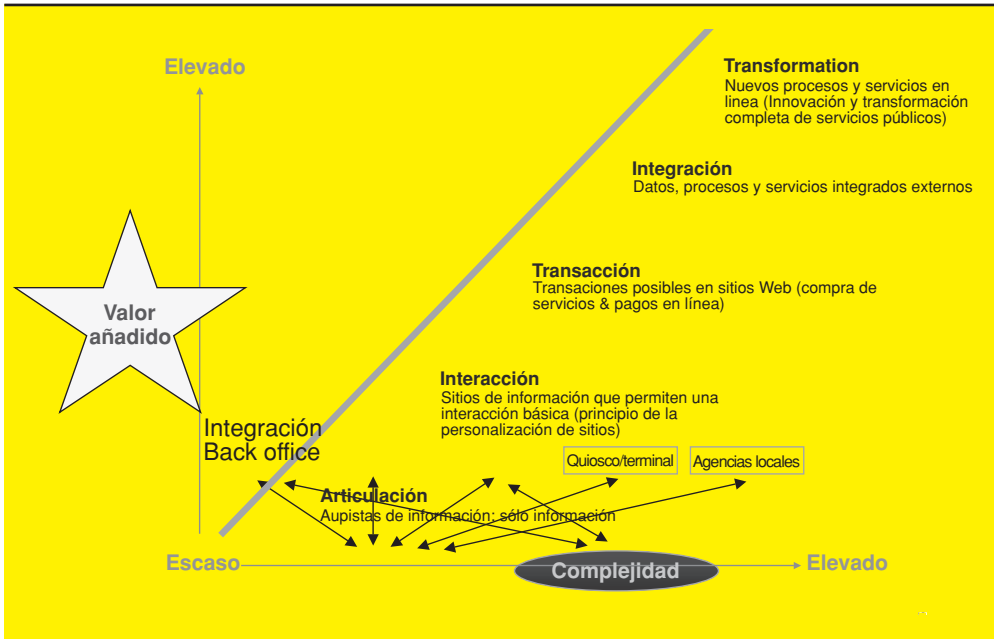 Elevado
Transformation
Nuevos procesos y servicios en
linea (Innovación y transformación
completa de servicios públicos)
Integración
Datos, procesos y servicios integrados externos
Transacción
Transaciones posibles en sitios Web (compra de
servicios & pagos en línea)
Valor
añadido
Interacción
Sitios de información que permiten una
interacción básica (principio de la
personalización de sitios)
Integración
Back office
Quiosco/terminal
Agencias locales
Articulación
Aupistas de información: sólo información
Escaso
Complejidad
Elevado